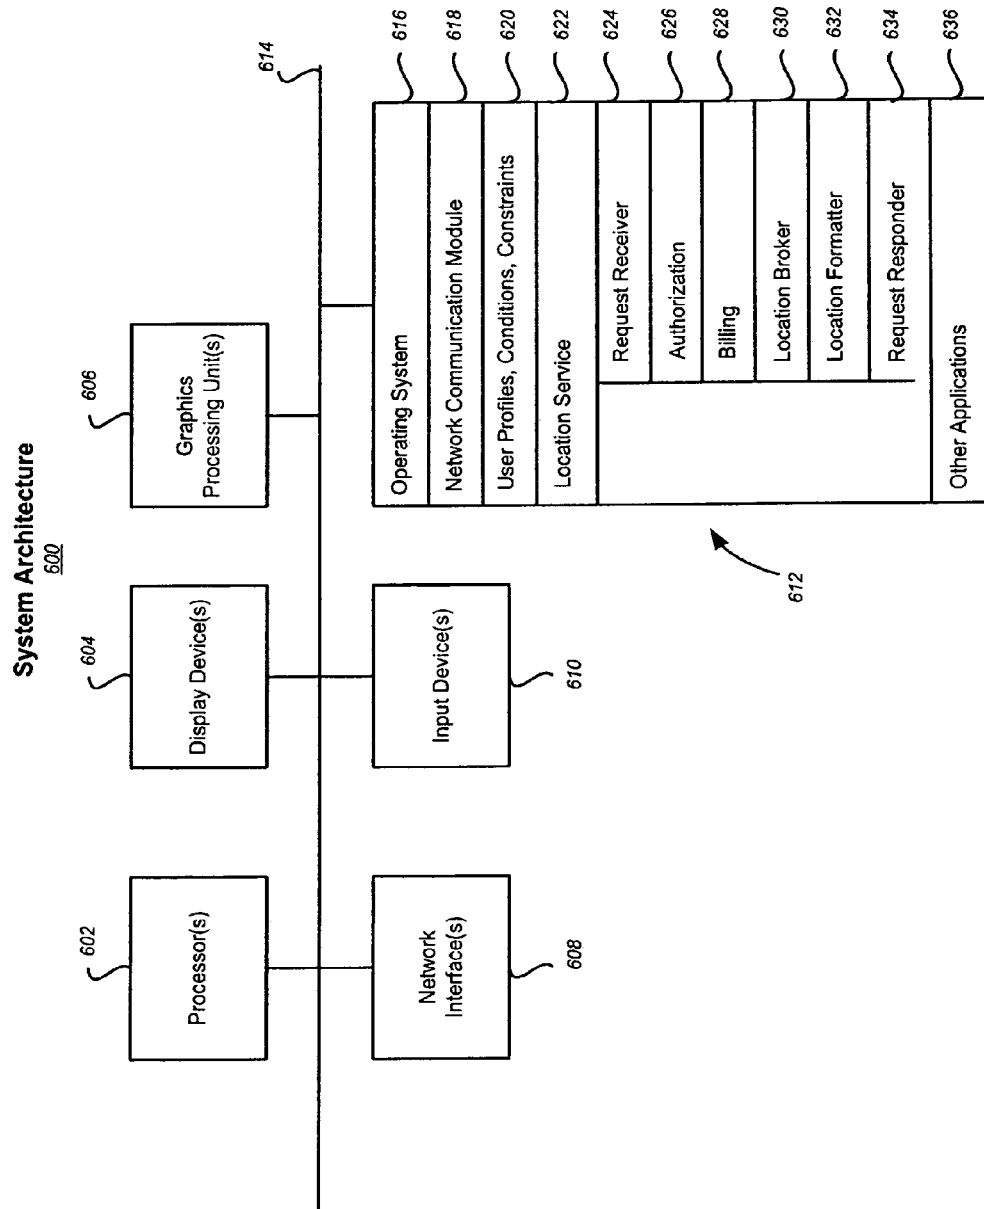 System Architecture
600
602
604
606
Processor(s)
Display Device(s)
Graphics
Processing Unit(s)
614
Network
Interface(s)
608
Input Device(s)
610
612
Operating System
616
Network Communication Module
618
User Profiles, Conditions, Constraints
620
Location Service
622
Request Receiver
624
Authorization
626
Billing
628
Location Broker
630
Location Formatter
632
Request Responder
634
Other Applications
636